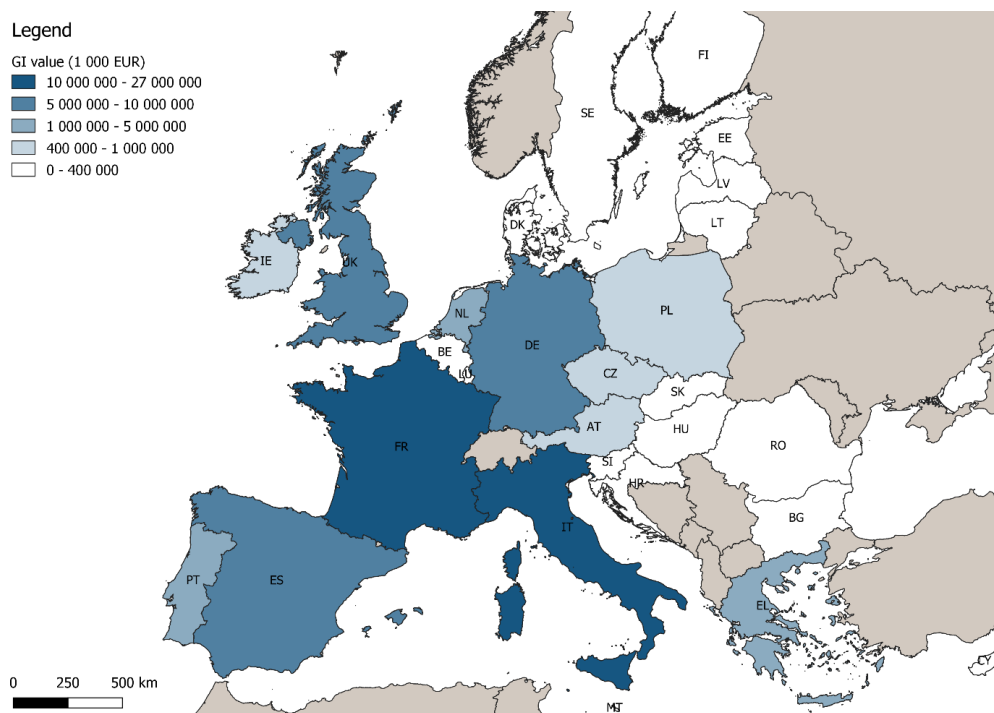 Legend
GI value (1 000 EUR)
10 000 000 - 27 000 000
5 000 000 - 10 000 000
1 000 000 - 5 000 000
400 000 - 1 000 000
0 - 400 000
FI
SE
EE
LV
LT
DK
IE
UK
NL
PL
BE
DE
LU
CZ
SK
AT
HU
FR
RO
SI
HR
BG
IT
PT
ES
EL
CY
MT
0 250 500 km